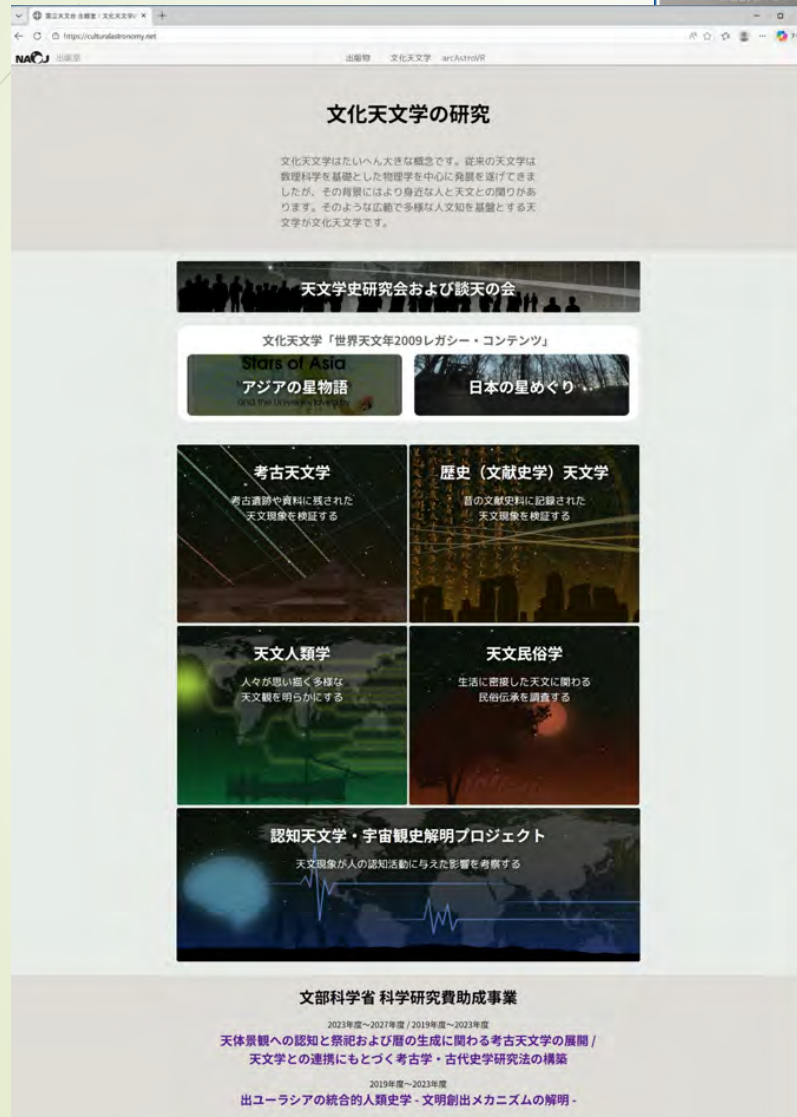 https://culturalastronomy.net
NAOJ 出版室
出版物 文化天文学 arcAstroVR
文化天文学の研究
文化天文学はたいへん大きな概念です。従来の天文学は
数理科学を基礎とした物理学を中心に発展を遂げてきま
したが、その背景にはより身近な人と天文との関りがあ
ります。そのような広範で多様な人文知を基盤とする天
文学が文化天文学です。
天文学史研究会および談天の会
文化天文学「世界天文年2009レガシー・コンテンツ」
Stars of Asia
アジアの星物語
日本の星めぐり
考古天文学
考古遺跡や資料に残された
天文現象を検証する
歴史(文献史学)天文学
昔の文献史料に記録された
天文現象を検証する
天文人類学
人々が思い描く多様な
天文観を明らかにする
天文民俗学
生活に密接した天文に関わる
民俗伝承を調査する
認知天文学・宇宙観史解明プロジェクト
天文現象が人の認知活動に与えた影響を考察する
文部科学省 科学研究費助成事業
2023年度~2027年度 / 2019年度~2023年度
天体景観への認知と祭祀および暦の生成に関わる考古天文学の展開 /
天文学との連携にもとづく考古学・古代史学研究法の構築
2019年度~2023年度
出ユーラシアの統合的人類史学 - 文明創出メカニズムの解明 -